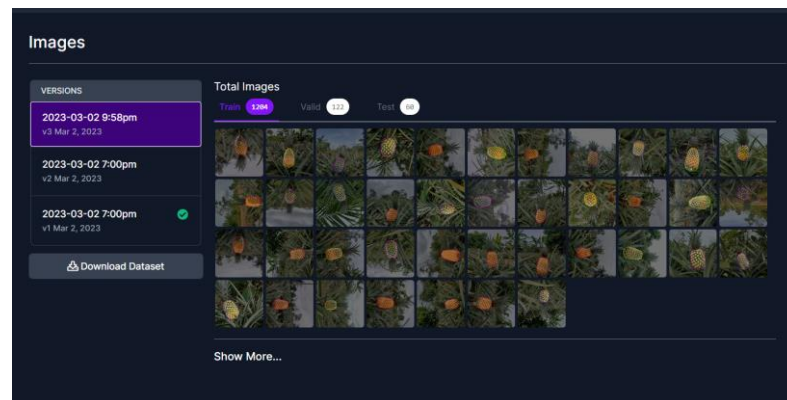 Images
VERSIONS
2023-03-02 9:58pm
v3 Mar 2, 2023
2023-03-02 7:00pm
v2 Mar 2, 2023
2023-03-02 7:00pm
v1 Mar 2, 2023
Download Dataset
Total Images
Train 1204 Valid 122 Test 60
Show More...